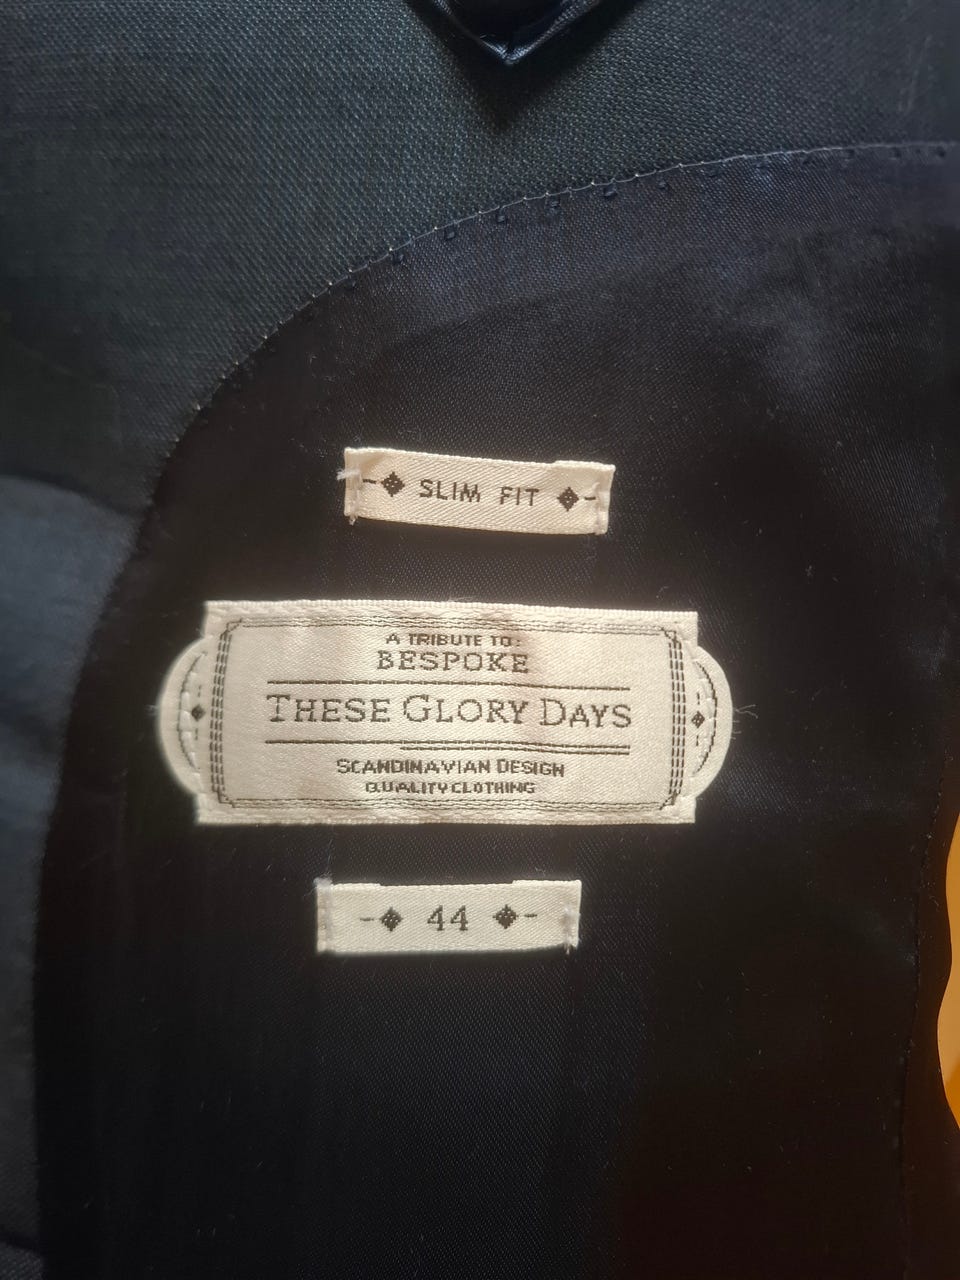 SLIM FIT
A TRIBUTE TO:
BESPOKE
THESE GLORY DAYS
SCANDINAVIAN DESIGN
QUALITY CLOTHING
44